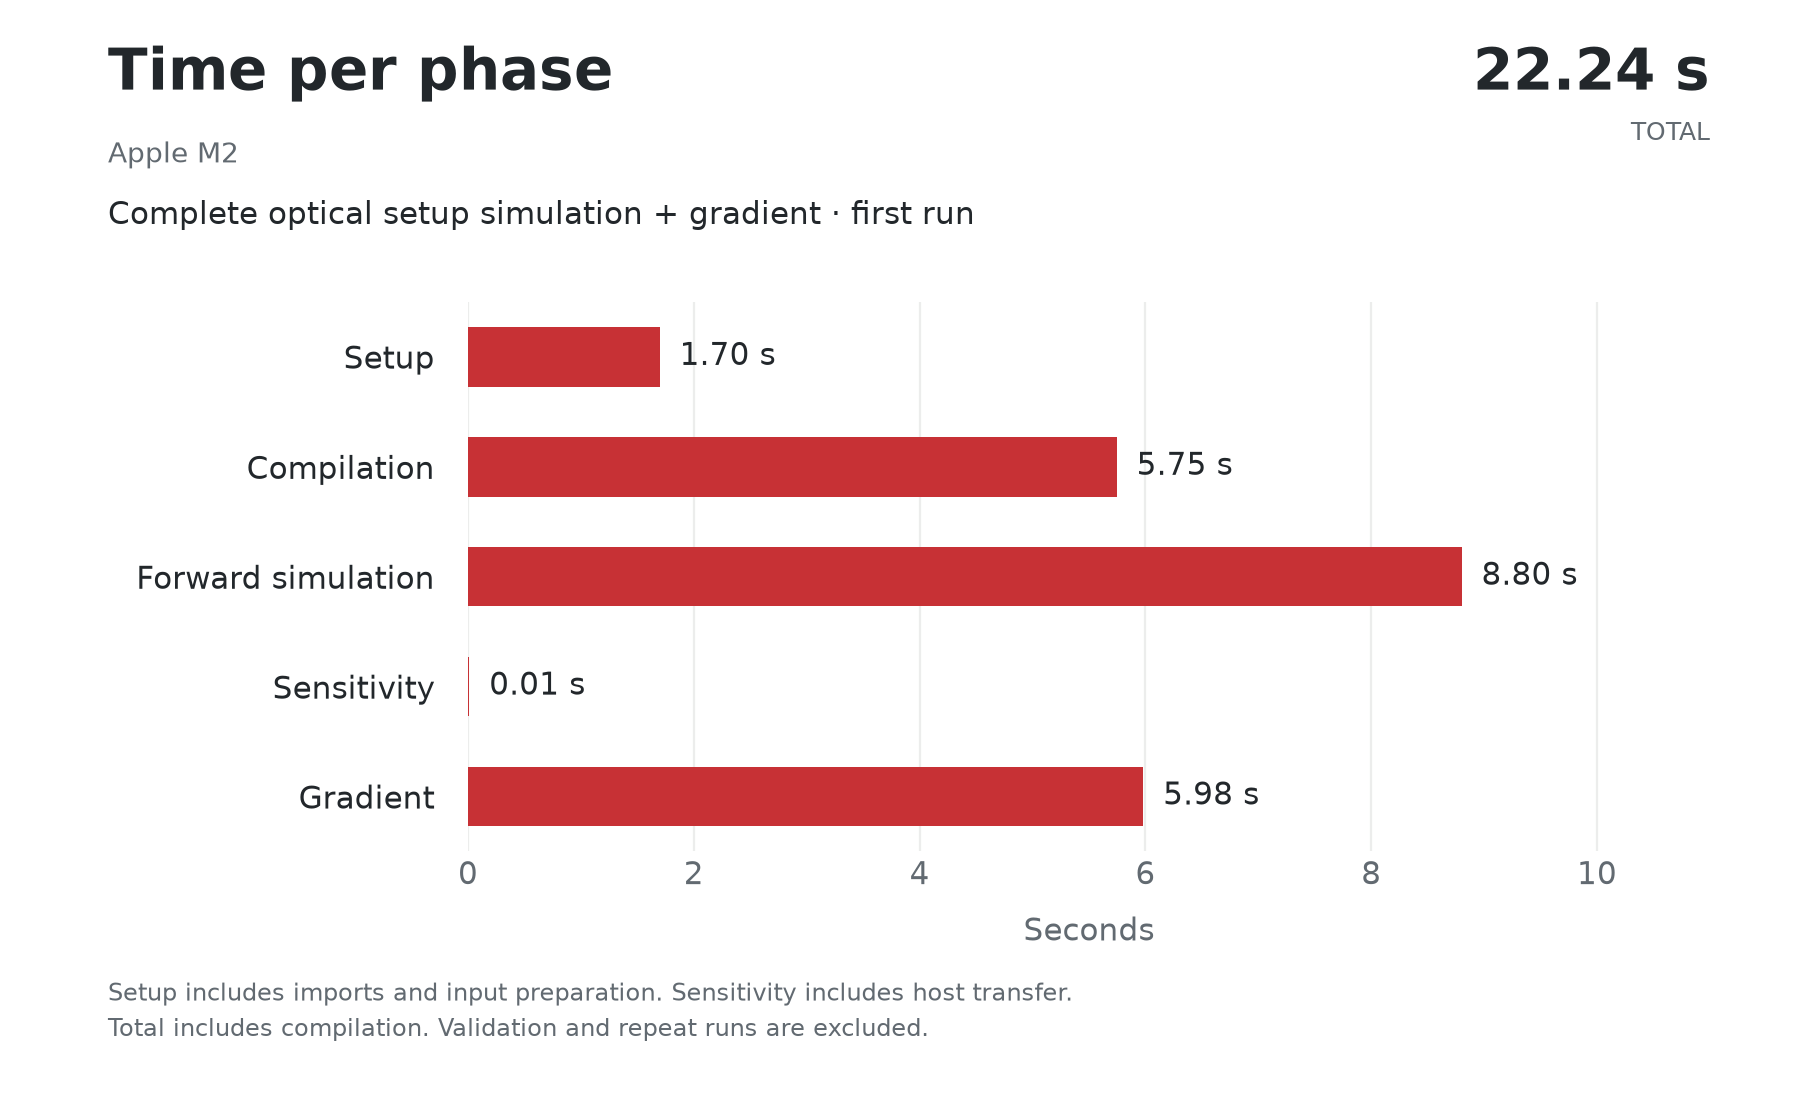 Time per phase
22.24 s
TOTAL
Apple M2
Complete optical setup simulation + gradient · first run
Setup
1.70 s
Compilation
5.75 s
Forward simulation
8.80 s
Sensitivity
0.01 s
Gradient
5.98 s
0 2 4 6 8 10
Seconds
Setup includes imports and input preparation. Sensitivity includes host transfer.
Total includes compilation. Validation and repeat runs are excluded.